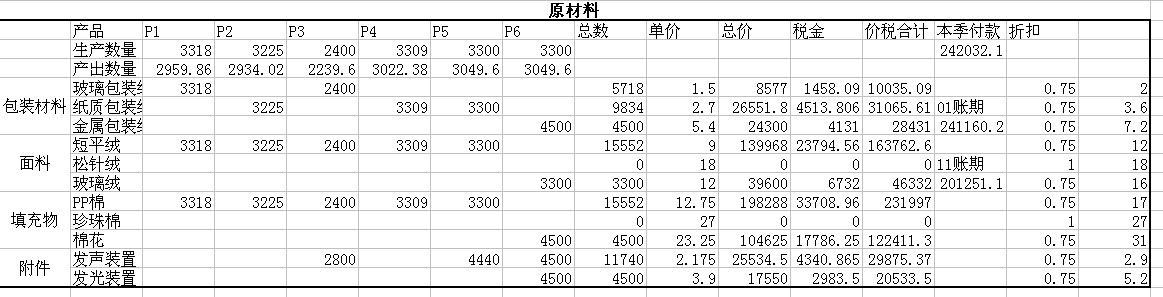 原材料
产品 P1 P2 P3 P4 P5 P6 总数 单价 总价 税金 价税合计 本季付款 折扣
生产数量 3318 3225 2400 3309 3300 3300 242032.1
产出数量 2959.86 2934.02 2239.6 3022.38 3049.6 3049.6
包装材料
玻璃包装 3318 2400 5718 1.5 8577 1458.09 10035.09 0.75 2
纸质包装 3225 3309 3300 9834 2.7 26551.8 4513.806 31065.61 01账期 0.75 3.6
金属包装 4500 4500 5.4 24300 4131 28431 241160.2 0.75 7.2
面料
短平绒 3318 3225 2400 3309 3300 15552 9 139968 23794.56 163762.6 0.75 12
松针绒 0 18 0 0 0 11账期 1 18
玻璃绒 3300 3300 12 39600 6732 46332 201251.1 0.75 16
填充物
PP棉 3318 3225 2400 3309 3300 15552 12.75 198288 33708.96 231997 0.75 17
珍珠棉 0 27 0 0 0 1 27
棉花 4500 4500 23.25 104625 17786.25 122411.3 0.75 31
附件
发声装置 2800 4440 4500 11740 2.175 25534.5 4340.865 29875.37 0.75 2.9
发光装置 4500 4500 3.9 17550 2983.5 20533.5 0.75 5.2